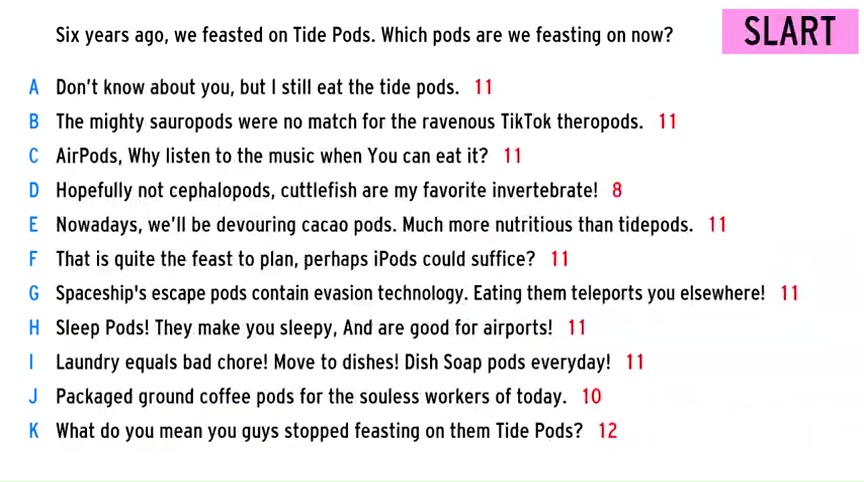 Six years ago, we feasted on Tide Pods. Which pods are we feasting on now?
SLART
A Don't know about you, but I still eat the tide pods. 11
B The mighty sauropods were no match for the ravenous TikTok theropods. 11
C AirPods, Why listen to the music when You can eat it? 11
D Hopefully not cephalopods, cuttlefish are my favorite invertebrate! 8
E Nowadays, we'll be devouring cacao pods. Much more nutritious than tidepods. 11
F That is quite the feast to plan, perhaps iPods could suffice? 11
G Spaceship's escape pods contain evasion technology. Eating them teleports you elsewhere! 11
H Sleep Pods! They make you sleepy, And are good for airports! 11
I Laundry equals bad chore! Move to dishes! Dish Soap pods everyday! 11
J Packaged ground coffee pods for the souless workers of today. 10
K What do you mean you guys stopped feasting on them Tide Pods? 12